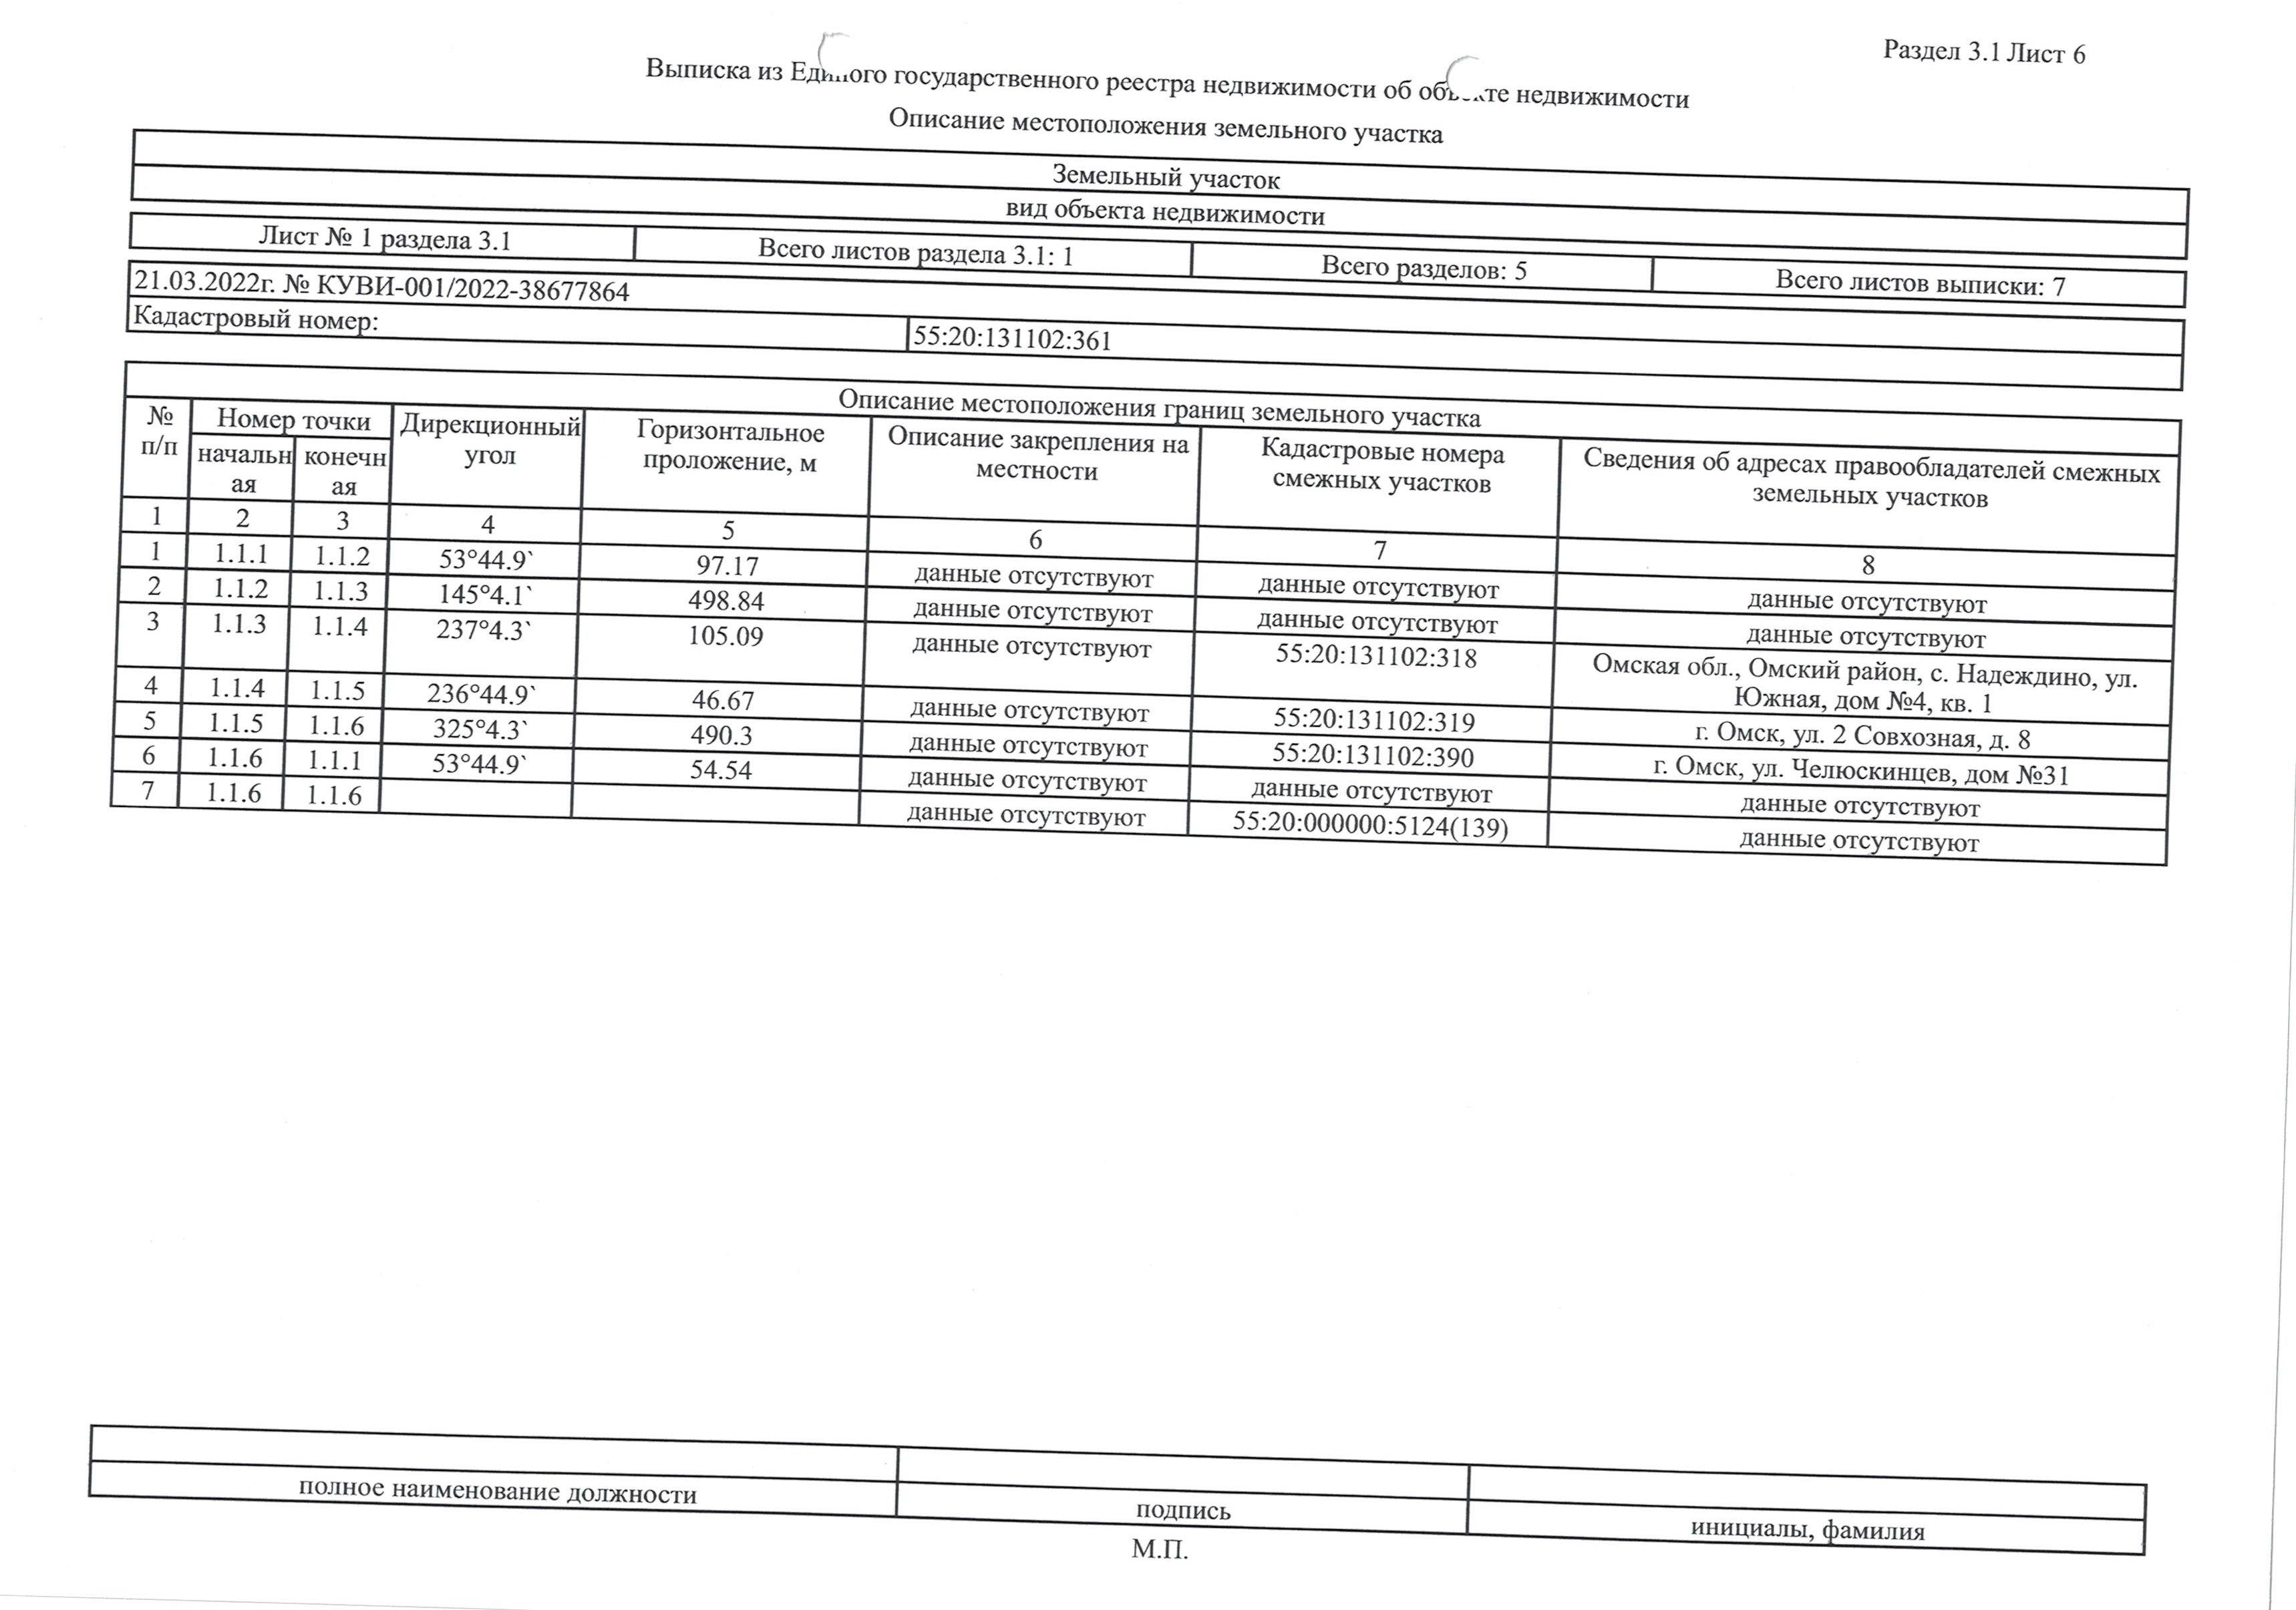 Раздел 3.1 Лист 6
Выписка из Единого государственного реестра недвижимости об объекте недвижимости
Описание местоположения земельного участка
Земельный участок
вид объекта недвижимости
Лист № 1 раздела 3.1 Всего листов раздела 3.1: 1 Всего разделов: 5 Всего листов выписки: 7
21.03.2022г. № КУВИ-001/2022-38677864
Кадастровый номер: 55:20:131102:361
Описание местоположения границ земельного участка
№ п/п
Номер точки
начальн
ая
конечн
ая
Дирекционный
угол
Горизонтальное
проложение, м
Описание закрепления на
местности
Кадастровые номера
смежных участков
Сведения об адресах правообладателей смежных
земельных участков
1 2 3 4 5 6 7 8
1 1.1.1 1.1.2 53°44.9` 97.17 данные отсутствуют данные отсутствуют данные отсутствуют
2 1.1.2 1.1.3 145°4.1` 498.84 данные отсутствуют данные отсутствуют данные отсутствуют
3 1.1.3 1.1.4 237°4.3` 105.09 данные отсутствуют 55:20:131102:318 Омская обл., Омский район, с. Надеждино, ул.
Южная, дом №4, кв. 1
4 1.1.4 1.1.5 236°44.9` 46.67 данные отсутствуют 55:20:131102:319 г. Омск, ул. 2 Совхозная, д. 8
5 1.1.5 1.1.6 325°4.3` 490.3 данные отсутствуют 55:20:131102:390 г. Омск, ул. Челюскинцев, дом №31
6 1.1.6 1.1.1 53°44.9` 54.54 данные отсутствуют данные отсутствуют данные отсутствуют
7 1.1.6 1.1.6 данные отсутствуют 55:20:000000:5124(139) данные отсутствуют
полное наименование должности подпись инициалы, фамилия
М.П.